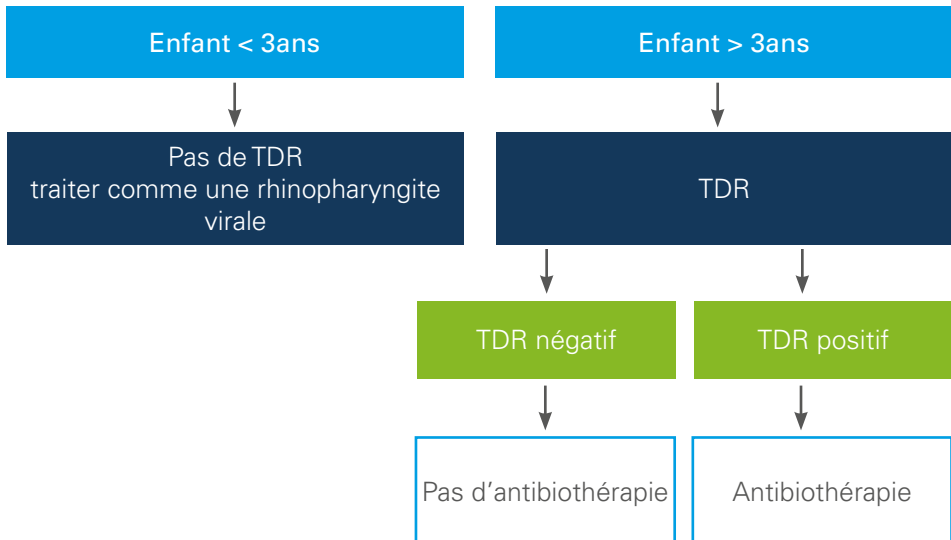 Enfant < 3ans
Enfant > 3ans
Pas de TDR
traiter comme une rhinopharyngite
virale
TDR
TDR négatif
TDR positif
Pas d'antibiothérapie
Antibiothérapie